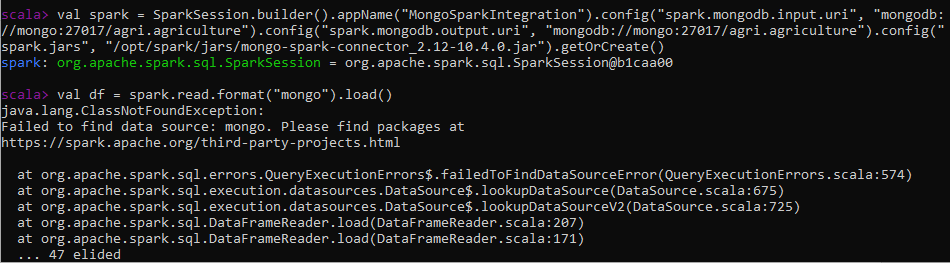 scala> val spark = SparkSession.builder().appName("MongoSparkIntegration").config("spark.mongodb.input.uri", "mongodb:
//mongo:27017/agri.agriculture").config("spark.mongodb.output.uri", "mongodb://mongo:27017/agri.agriculture").config("
spark.jars", "/opt/spark/jars/mongo-spark-connector_2.12-10.4.0.jar").getOrCreate()
spark: org.apache.spark.sql.SparkSession = org.apache.spark.sql.SparkSession@b1caa00
scala> val df = spark.read.format("mongo").load()
java.lang.ClassNotFoundException:
Failed to find data source: mongo. Please find packages at
https://spark.apache.org/third-party-projects.html
at org.apache.spark.sql.errors.QueryExecutionErrors$.failedToFindDataSourceError(QueryExecutionErrors.scala:574)
at org.apache.spark.sql.execution.datasources.DataSource$.lookupDataSource(DataSource.scala:675)
at org.apache.spark.sql.execution.datasources.DataSource$.lookupDataSourceV2(DataSource.scala:725)
at org.apache.spark.sql.DataFrameReader.load(DataFrameReader.scala:207)
at org.apache.spark.sql.DataFrameReader.load(DataFrameReader.scala:171)
... 47 elided